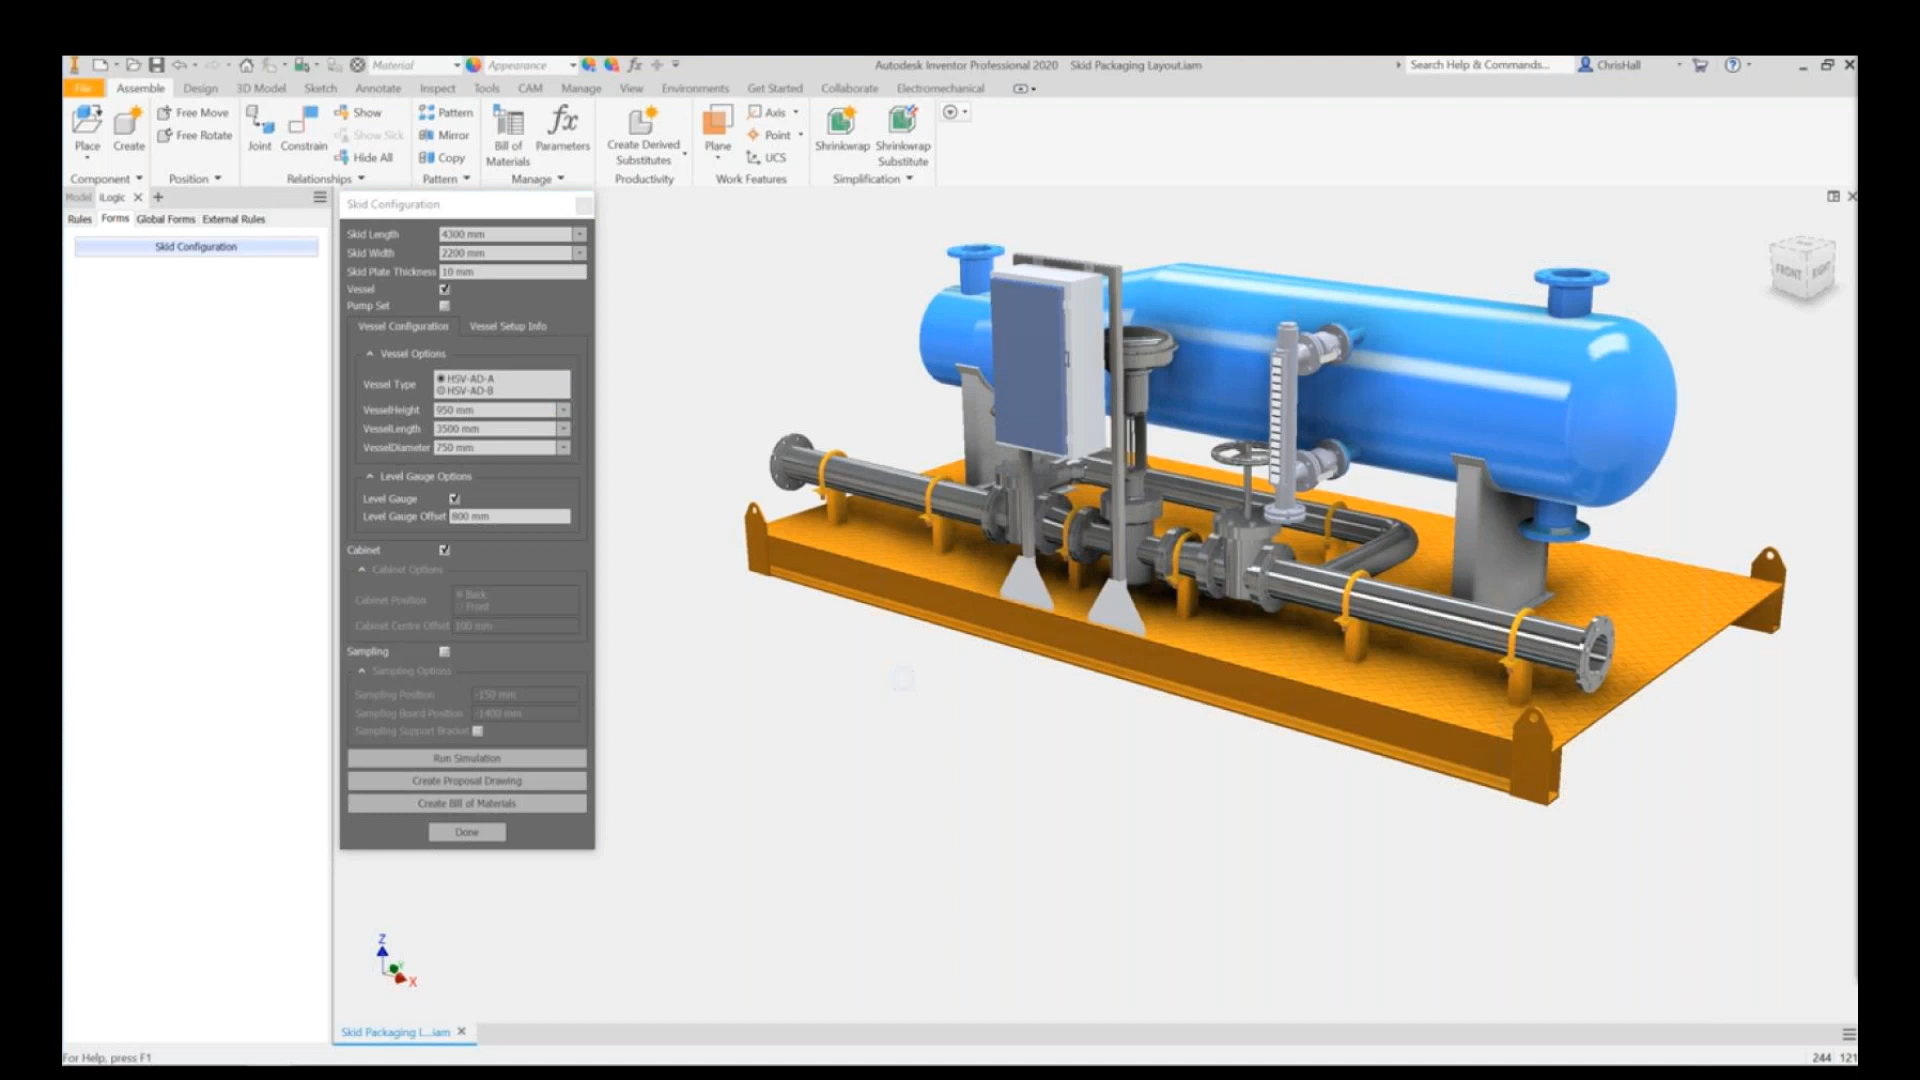 Material
Appearance
Autodesk Inventor Professional 2020 Skid Packaging Layout.iam
Search Help & Commands...
ChrisHall
File Assemble Design 3D Model Sketch Annotate Inspect Tools CAM Manage View Environments Get Started Collaborate Electromechanical
Place
Create
Free Move
Free Rotate
Joint
Constrain
Show
Show Sick
Hide All
Pattern
Mirror
Copy
Bill of
Materials
fx
Parameters
Create Derived
Substitutes
Plane
Axis
Point
UCS
Shrinkwrap
Shrinkwrap
Substitute
Component Position Relationships Pattern Manage Productivity Work Features Simplification
Model iLogic
Rules Forms Global Forms External Rules
Skid Configuration
Skid Configuration
Skid Length 4300 mm
Skid Width 2200 mm
Skid Plate Thickness 10 mm
Vessel
Pump Set
Vessel Configuration Vessel Setup Info
Vessel Options
Vessel Type HSV-AD-A
HSV-AD-B
VesselHeight 950 mm
VesselLength 3500 mm
VesselDiameter 750 mm
Level Gauge Options
Level Gauge
Level Gauge Offset 800 mm
Cabinet
Cabinet Options
Cabinet Position Back
Front
Cabinet Centre Offset 100 mm
Sampling
Sampling Options
Sampling Position -150 mm
Sampling Board Position -1400 mm
Sampling Support Bracket
Run Simulation
Create Proposal Drawing
Create Bill of Materials
Done
FRONT RIGHT
Z
Y
X
Skid Packaging L...iam
For Help, press F1
244 121